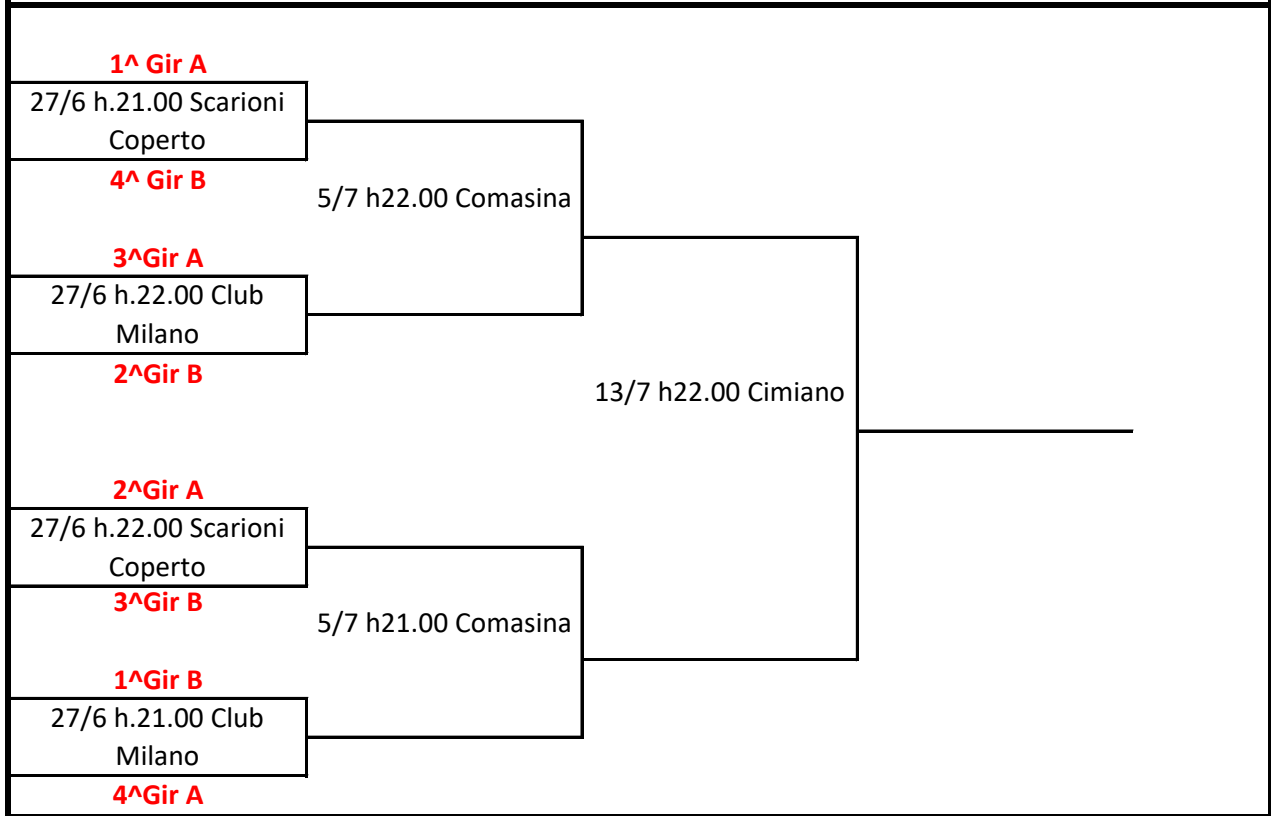 1^ Gir A
27/6 h.21.00 Scarioni
Coperto
4^ Gir B
5/7 h22.00 Comasina
3^Gir A
27/6 h.22.00 Club
Milano
2^Gir B
13/7 h22.00 Cimiano
2^Gir A
27/6 h.22.00 Scarioni
Coperto
3^Gir B
5/7 h21.00 Comasina
1^Gir B
27/6 h.21.00 Club
Milano
4^Gir A